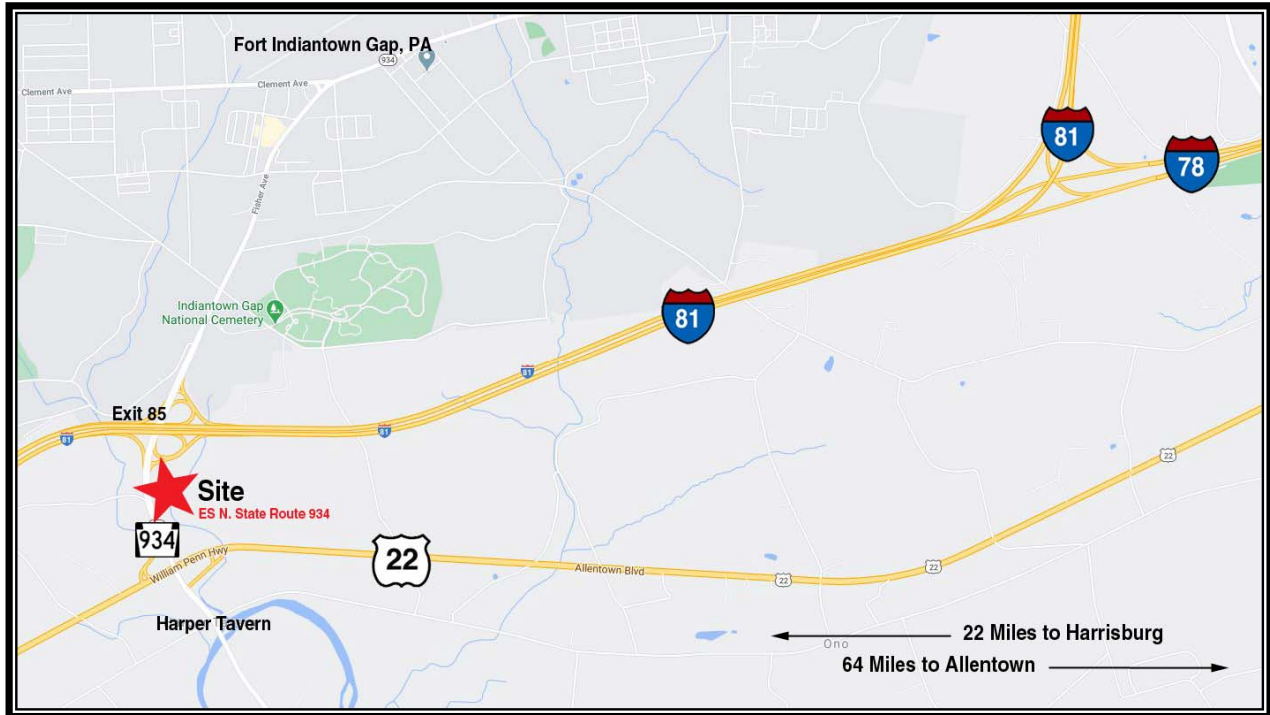 Fort Indiantown Gap, PA
934
Clement Ave
Clement Ave
81
78
Fisher Ave
Indiantown Gap
National Cemetery
81
81
Exit 85
81
81
22
Site
ES N. State Route 934
934
William Penn Hwy
22
Allentown Blvd
22
22
Harper Tavern
22 Miles to Harrisburg
Ono
64 Miles to Allentown